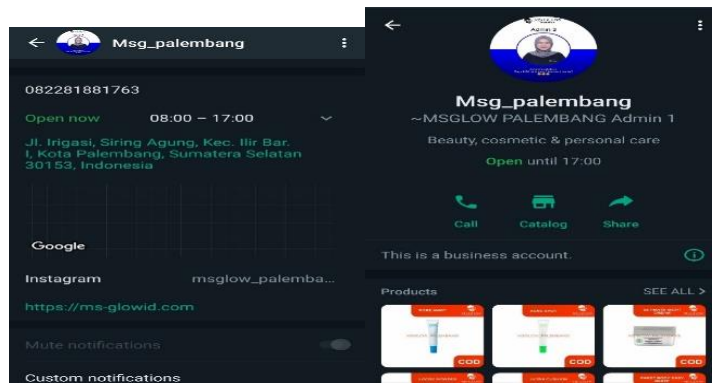 Msg_palembang
082281881763
Open now 08:00 – 17:00
Jl. Irigasi, Siring Agung, Kec. Ilir Bar.
I, Kota Palembang, Sumatera Selatan
30153, Indonesia
Google
Instagram msglow_palemba...
https://ms-glowid.com
Mute notifications
Custom notifications
Admin 2
Msg_palembang
~MSGLOW PALEMBANG Admin 1
Beauty, cosmetic & personal care
Open until 17:00
Call Catalog Share
This is a business account.
Products SEE ALL >
COD COD COD